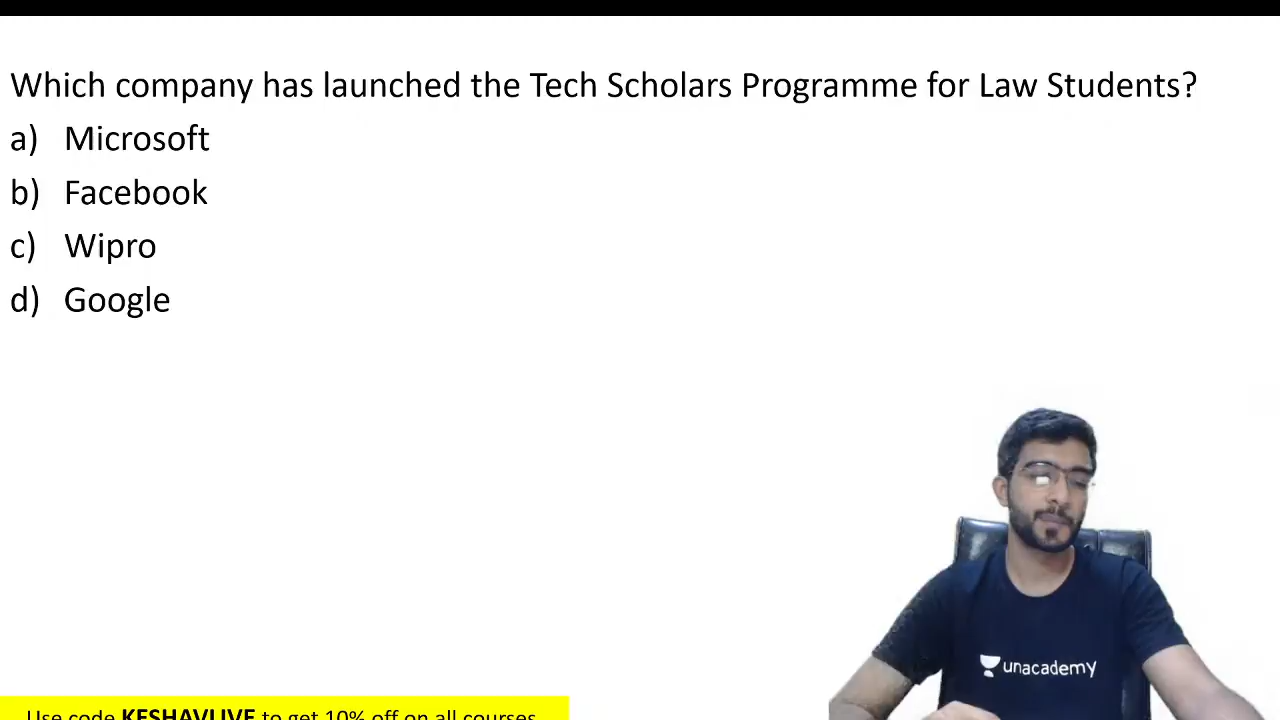 Which company has launched the Tech Scholars Programme for Law Students?
a) Microsoft
b) Facebook
c) Wipro
d) Google
unacademy
Use code KESHAVLIVE to get 10% off on all courses